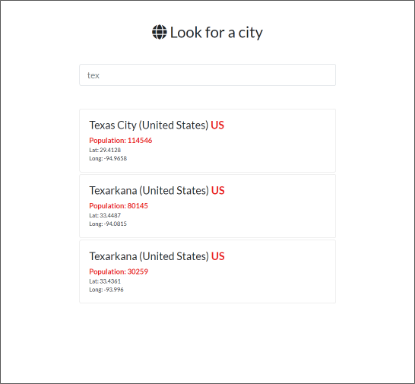 Look for a city
tex
Texas City (United States) US
Population: 114546
Lat: 29.4128
Long: -94.9658
Texarkana (United States) US
Population: 80145
Lat: 33.4487
Long: -94.0815
Texarkana (United States) US
Population: 30259
Lat: 33.4361
Long: -93.996